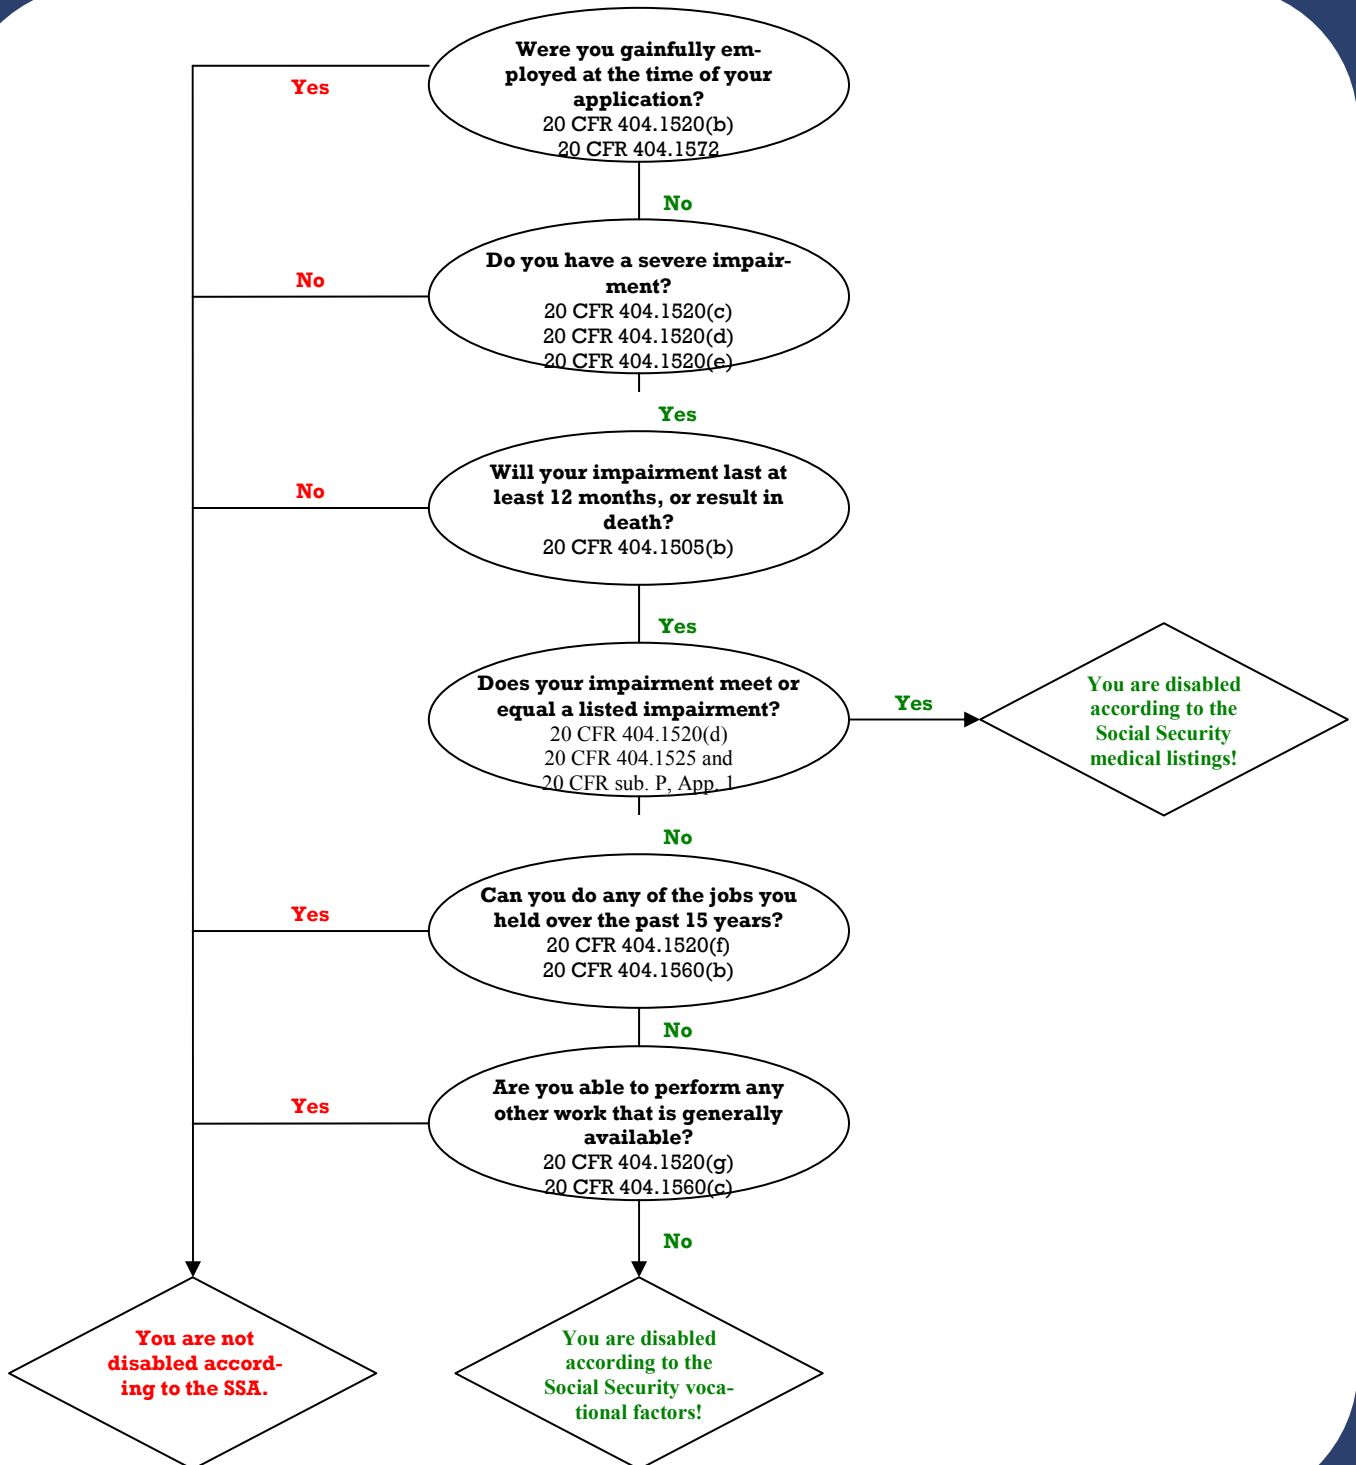 Were you gainfully em-
ployed at the time of your
application?
20 CFR 404.1520(b)
20 CFR 404.1572
Yes
No
Do you have a severe impair-
ment?
20 CFR 404.1520(c)
20 CFR 404.1520(d)
20 CFR 404.1520(e)
No
Yes
Will your impairment last at
least 12 months, or result in
death?
20 CFR 404.1505(b)
No
Yes
Does your impairment meet or
equal a listed impairment?
20 CFR 404.1520(d)
20 CFR 404.1525 and
20 CFR sub. P, App. 1
Yes
You are disabled
according to the
Social Security
medical listings!
No
Can you do any of the jobs you
held over the past 15 years?
20 CFR 404.1520(f)
20 CFR 404.1560(b)
Yes
No
Are you able to perform any
other work that is generally
available?
20 CFR 404.1520(g)
20 CFR 404.1560(c)
Yes
No
You are not
disabled accord-
ing to the SSA.
You are disabled
according to the
Social Security voca-
tional factors!